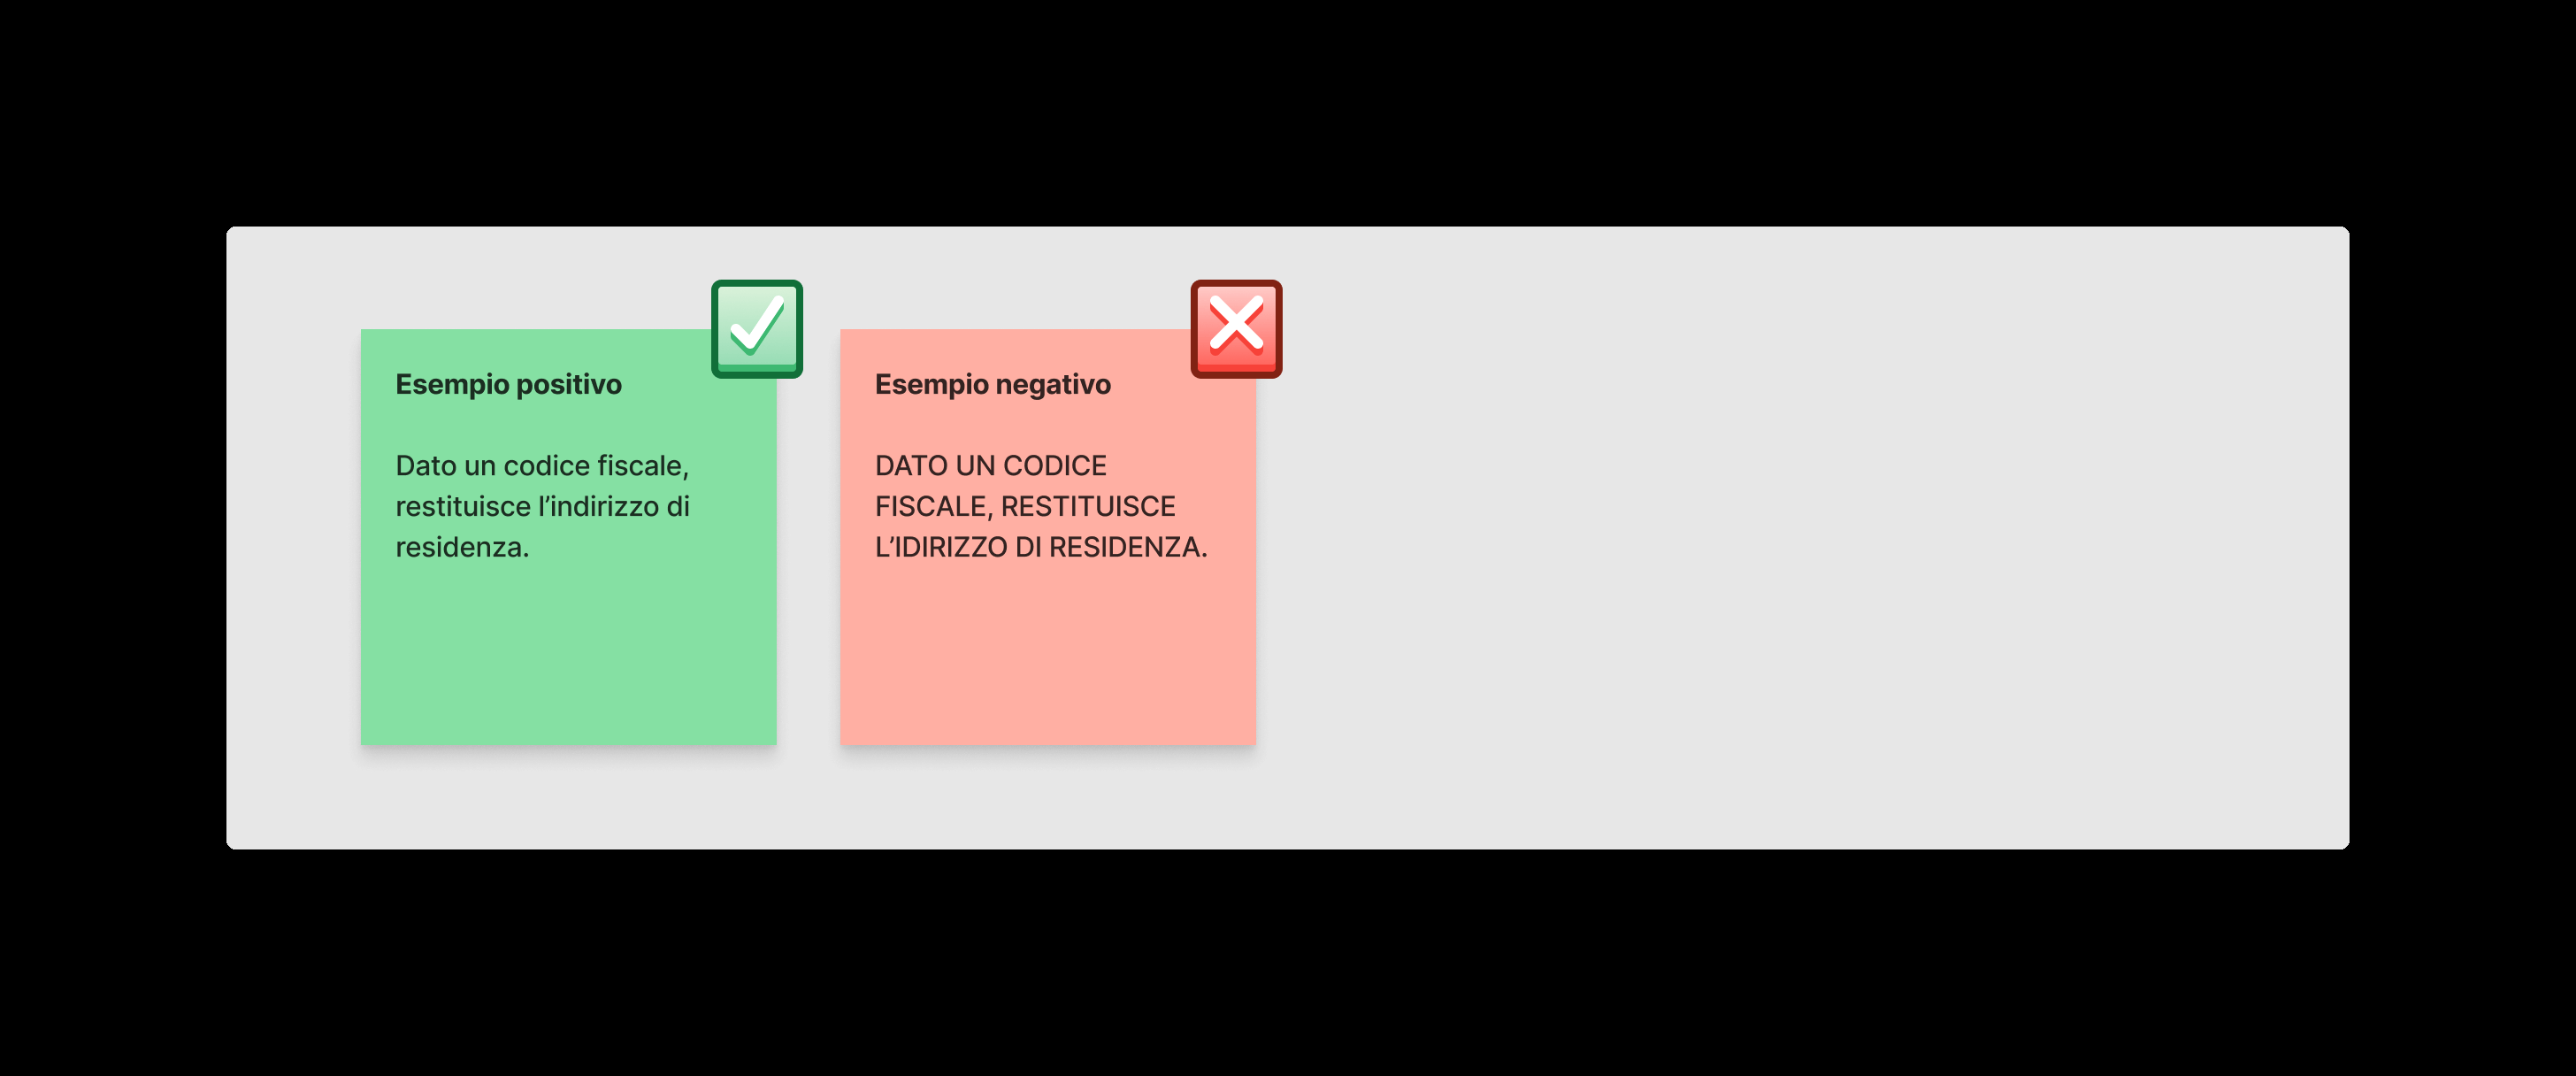 Esempio positivo
Dato un codice fiscale,
restituisce l’indirizzo di
residenza.
Esempio negativo
DATO UN CODICE
FISCALE, RESTITUISCE
L’IDIRIZZO DI RESIDENZA.